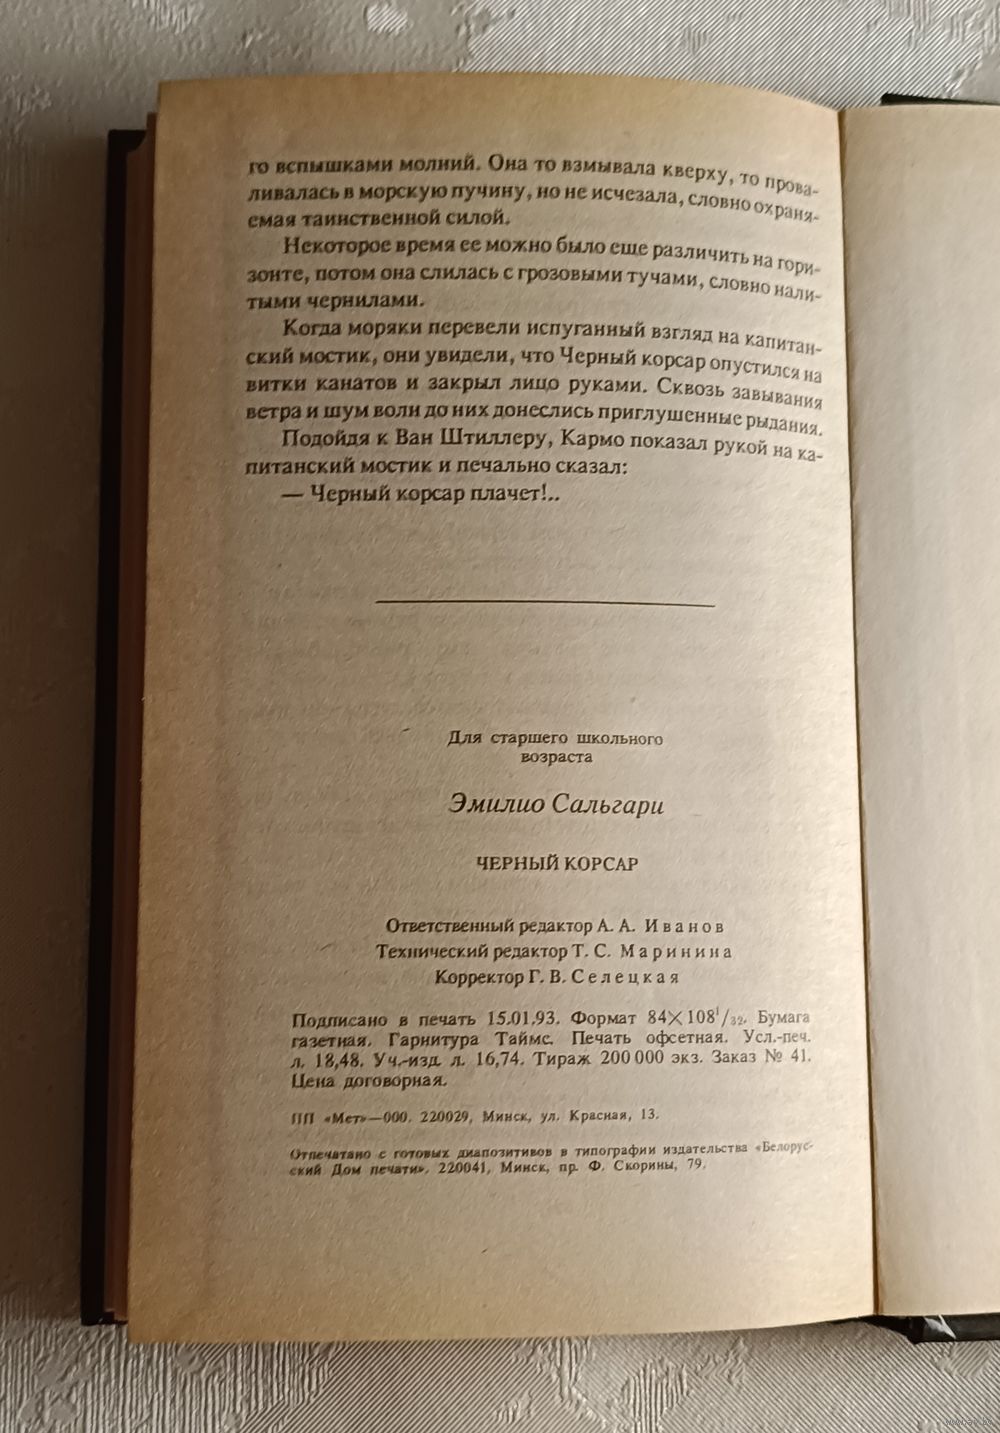 го вспышками молний. Она то взмывала кверху, то прова-
ливалась в морскую пучину, но не исчезала, словно охраня-
емая таинственной силой.
Некоторое время ее можно было еще различить на гори-
зонте, потом она слилась с грозовыми тучами, словно нали-
тыми чернилами.
Когда моряки перевели испуганный взгляд на капитан-
ский мостик, они увидели, что Черный корсар опустился на
витки канатов и закрыл лицо руками. Сквозь завывания
ветра и шум волн до них донеслись приглушенные рыдания.
Подойдя к Ван Штиллеру, Кармо показал рукой на ка-
питанский мостик и печально сказал:
— Черный корсар плачет!..
Для старшего школьного
возраста
Эмилио Сальгари
ЧЕРНЫЙ КОРСАР
Ответственный редактор А. А. Иванов
Технический редактор Т. С. Маринина
Корректор Г. В. Селецкая
Подписано в печать 15.01.93. Формат 84×108¹/₃₂. Бумага
газетная. Гарнитура Таймс. Печать офсетная. Усл.-печ.
л. 18,48. Уч.-изд. л. 16,74. Тираж 200 000 экз. Заказ № 41.
Цена договорная.
ПП «Мет»—000. 220029, Минск, ул. Красная, 13.
Отпечатано с готовых диапозитивов в типографии издательства «Белорус-
ский Дом печати». 220041, Минск, пр. Ф. Скорины, 79.